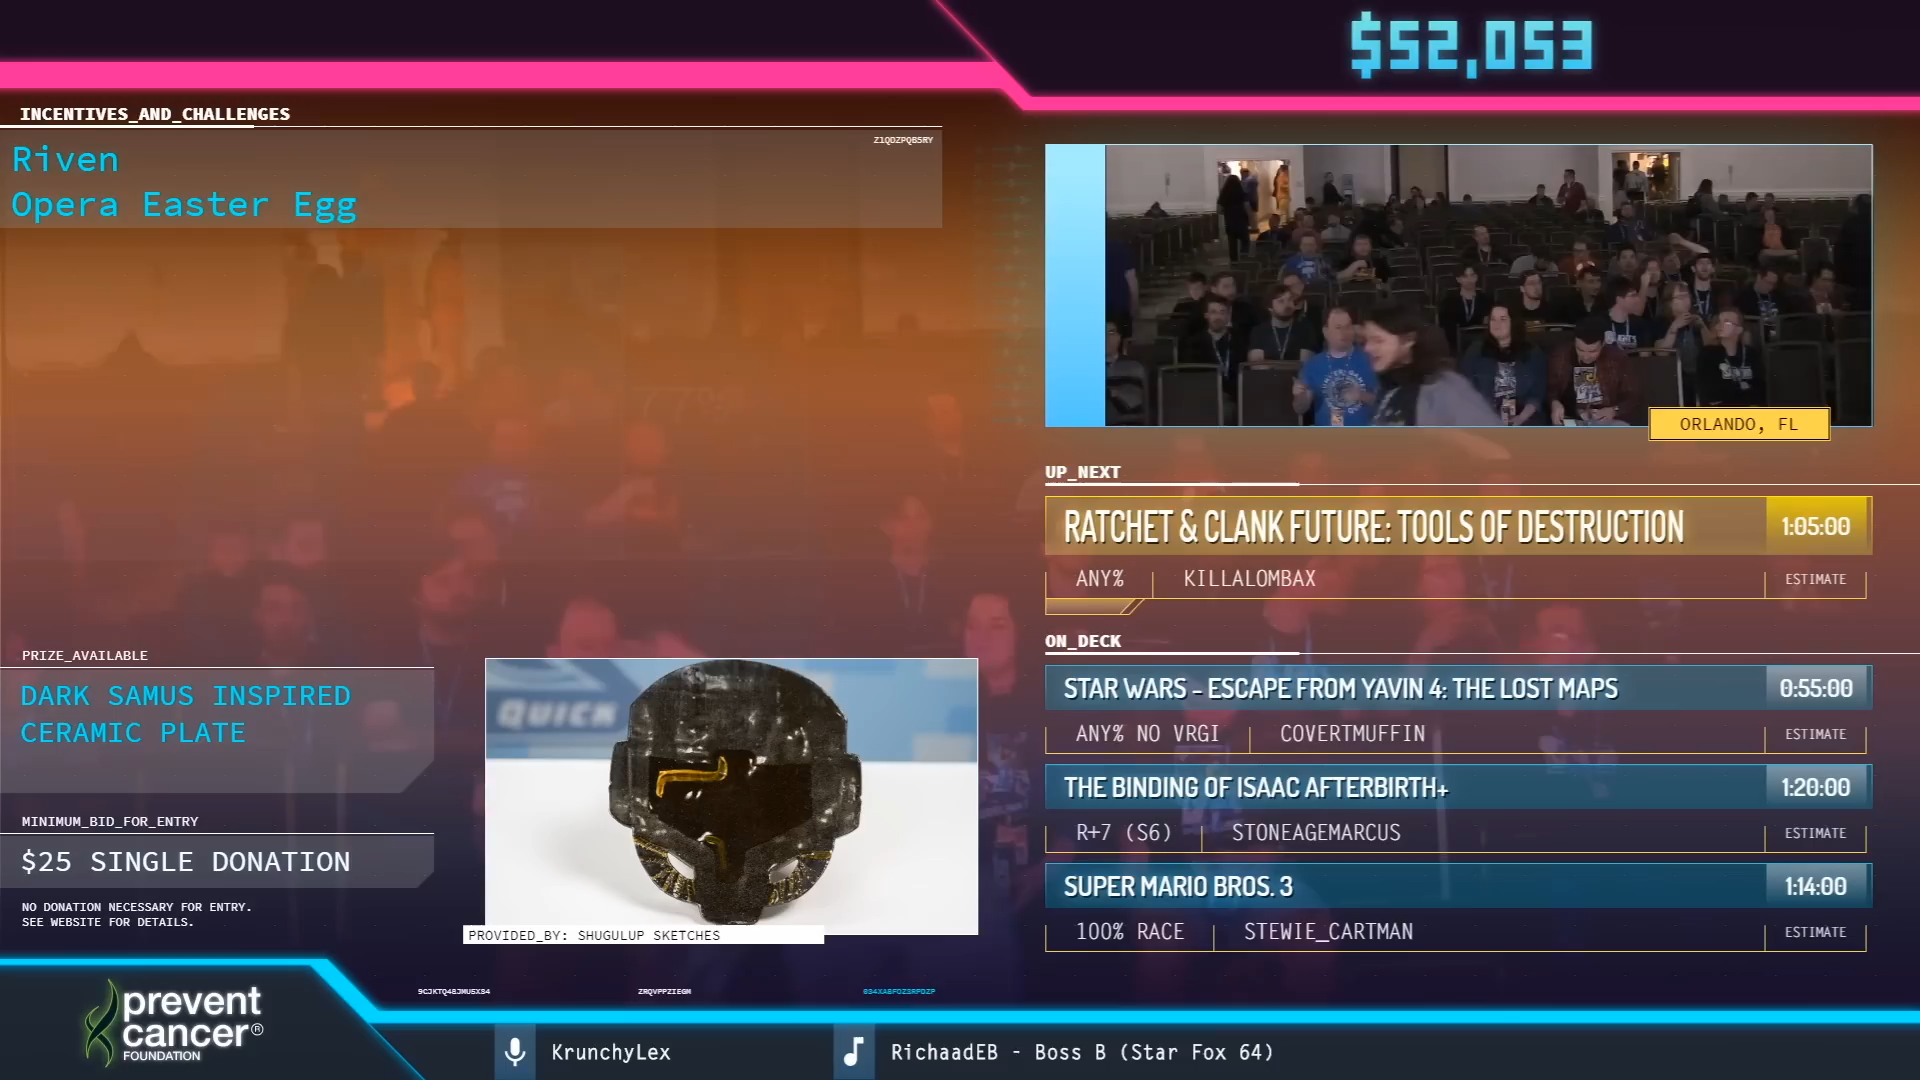 $52,053
INCENTIVES_AND_CHALLENGES
Riven
Opera Easter Egg
ORLANDO, FL
UP_NEXT
RATCHET & CLANK FUTURE: TOOLS OF DESTRUCTION
1:05:00
ANY%
KILLALOMBAX
ESTIMATE
ON_DECK
STAR WARS - ESCAPE FROM YAVIN 4: THE LOST MAPS
0:55:00
ANY% NO VRGI
COVERTMUFFIN
ESTIMATE
THE BINDING OF ISAAC AFTERBIRTH+
1:20:00
R+7 (S6)
STONEAGEMARCUS
ESTIMATE
SUPER MARIO BROS. 3
1:14:00
100% RACE
STEWIE_CARTMAN
ESTIMATE
PRIZE_AVAILABLE
DARK SAMUS INSPIRED
CERAMIC PLATE
MINIMUM_BID_FOR_ENTRY
$25 SINGLE DONATION
NO DONATION NECESSARY FOR ENTRY.
SEE WEBSITE FOR DETAILS.
QUICK
PROVIDED_BY: SHUGULUP SKETCHES
prevent
cancer®
FOUNDATION
KrunchyLex
RichaadEB - Boss B (Star Fox 64)